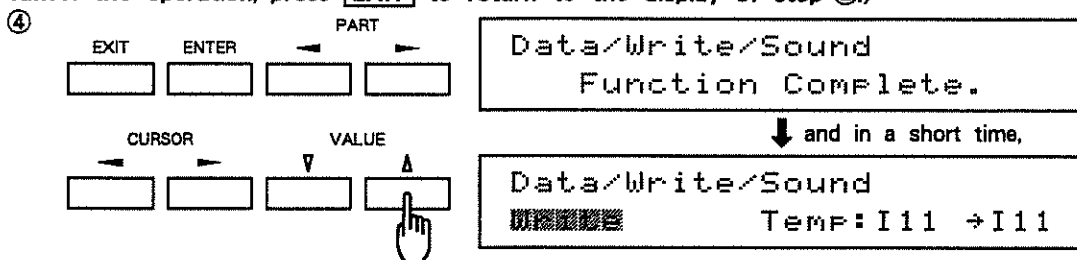 ④
PART
EXIT ENTER ◄ ►
Data/Write/Sound
Function Complete.
⬇ and in a short time,
CURSOR VALUE
◄ ► ▽ △
Data/Write/Sound
Write Temp:I11 →I11